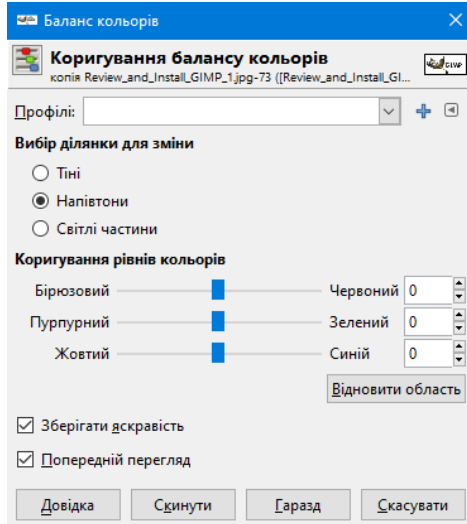 Баланс кольорів
Коригування балансу кольорів
копія Review_and_Install_GIMP_1.jpg-73 ([Review_and_Install_GI...
GIMP
Профілі:
Вибір ділянки для зміни
Тіні
Напівтони
Світлі частини
Коригування рівнів кольорів
Бірюзовий Червоний 0
Пурпурний Зелений 0
Жовтий Синій 0
Відновити область
Зберігати яскравість
Попередній перегляд
Довідка Скинути Гаразд Скасувати